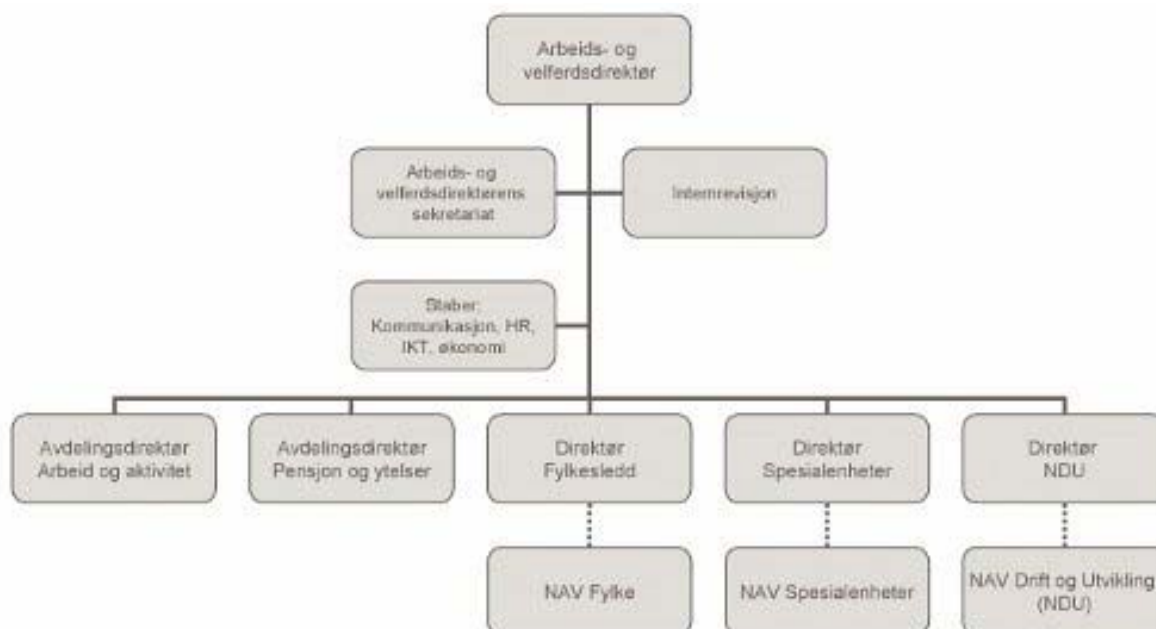 Arbeids- og
velferdsdirektør
Arbeids- og
velferdsdirektørens
sekretariat
Internrevisjon
Staber;
Kommunikasjon, HR,
IKT, økonomi
Avdelingsdirektør
Arbeid og aktivitet
Avdelingsdirektør
Pensjon og ytelser
Direktør
Fylkesledd
Direktør
Spesialenheter
Direktør
NDU
NAV Fylke
NAV Spesialenheter
NAV Drift og Utvikling
(NDU)